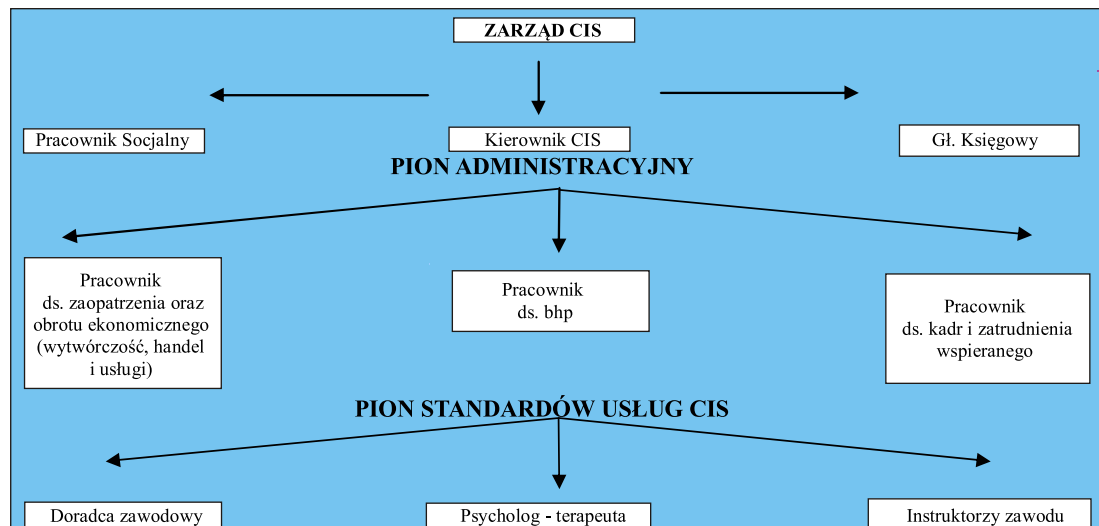 ZARZĄD CIS
Pracownik Socjalny
Kierownik CIS
Gł. Księgowy
PION ADMINISTRACYJNY
Pracownik
ds. zaopatrzenia oraz
obrotu ekonomicznego
(wytwórczość, handel
i usługi)
Pracownik
ds. bhp
Pracownik
ds. kadr i zatrudnienia
wspieranego
PION STANDARDÓW USŁUG CIS
Doradca zawodowy
Psycholog - terapeuta
Instruktorzy zawodu